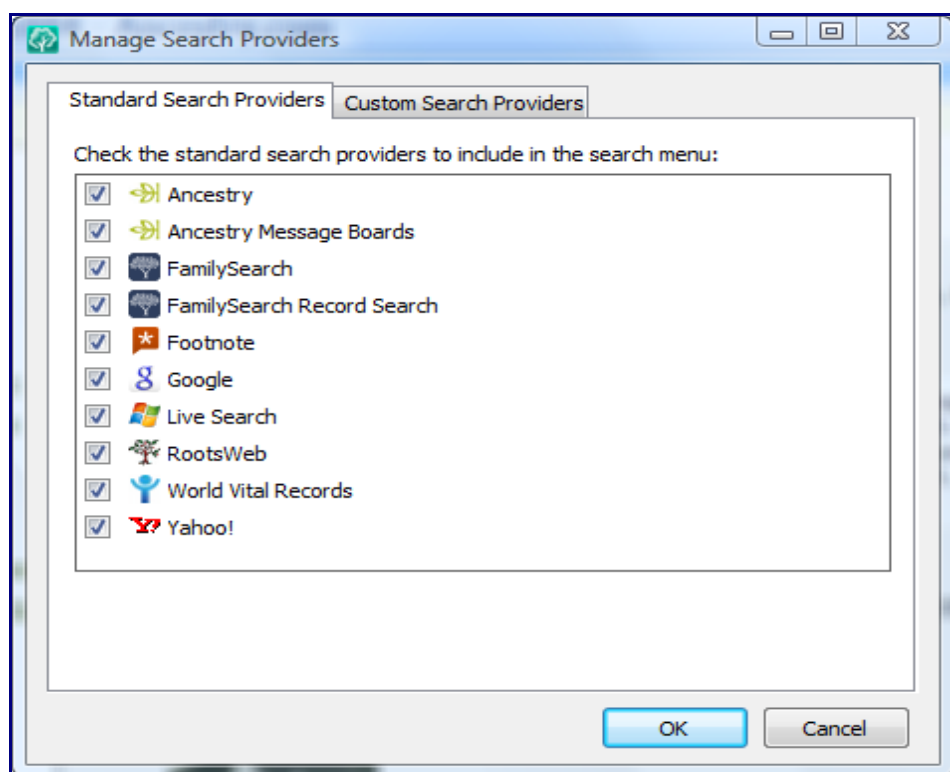 Manage Search Providers
Standard Search Providers Custom Search Providers
Check the standard search providers to include in the search menu:
Ancestry
Ancestry Message Boards
FamilySearch
FamilySearch Record Search
Footnote
Google
Live Search
RootsWeb
World Vital Records
Yahoo!
OK Cancel